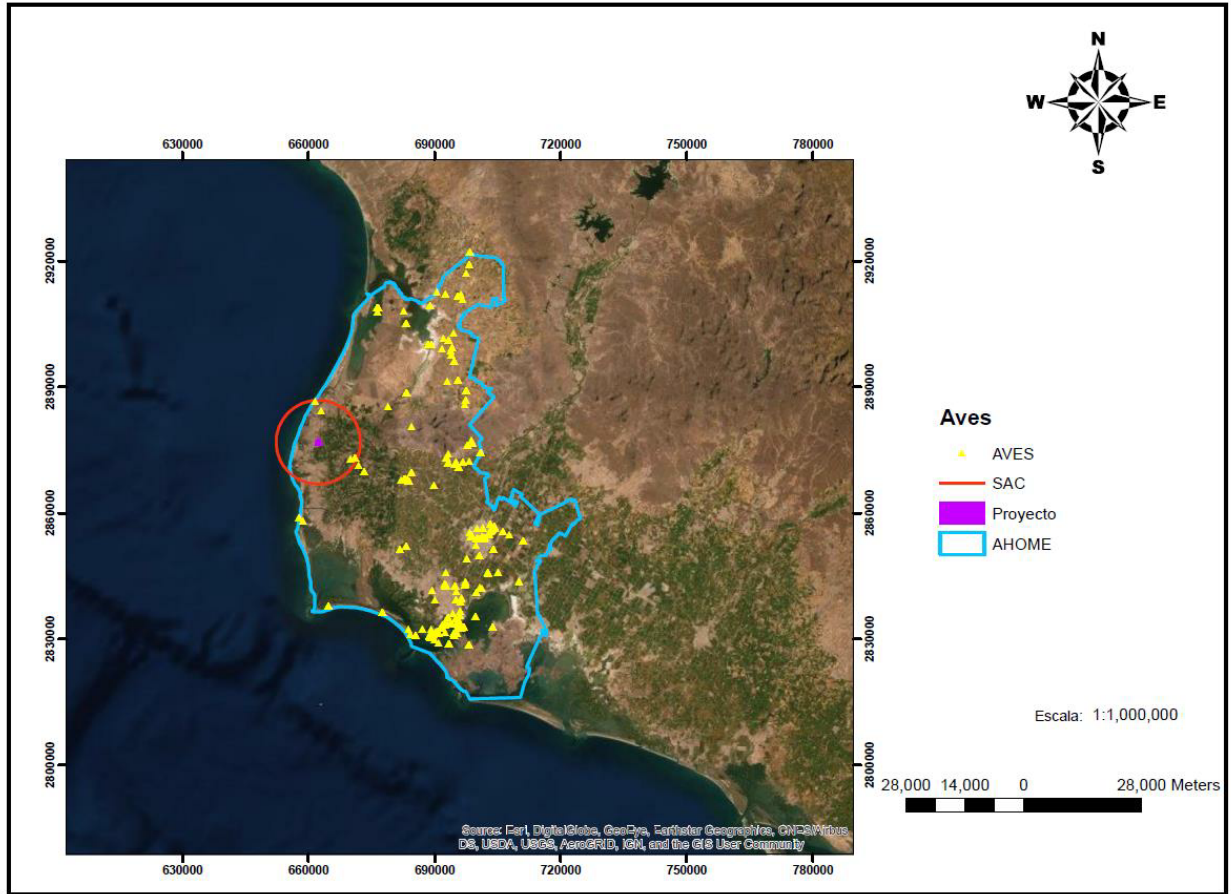 N
W E
S
630000 660000 690000 720000 750000 780000
2920000 2920000
2890000 2890000
2860000 2860000
2830000 2830000
2800000 2800000
630000 660000 690000 720000 750000 780000
Source: Esri, DigitalGlobe, GeoEye, Earthstar Geographics, CNES/Airbus
DS, USDA, USGS, AeroGRID, IGN, and the GIS User Community
Aves
AVES
SAC
Proyecto
AHOME
Escala: 1:1,000,000
28,000 14,000 0 28,000 Meters